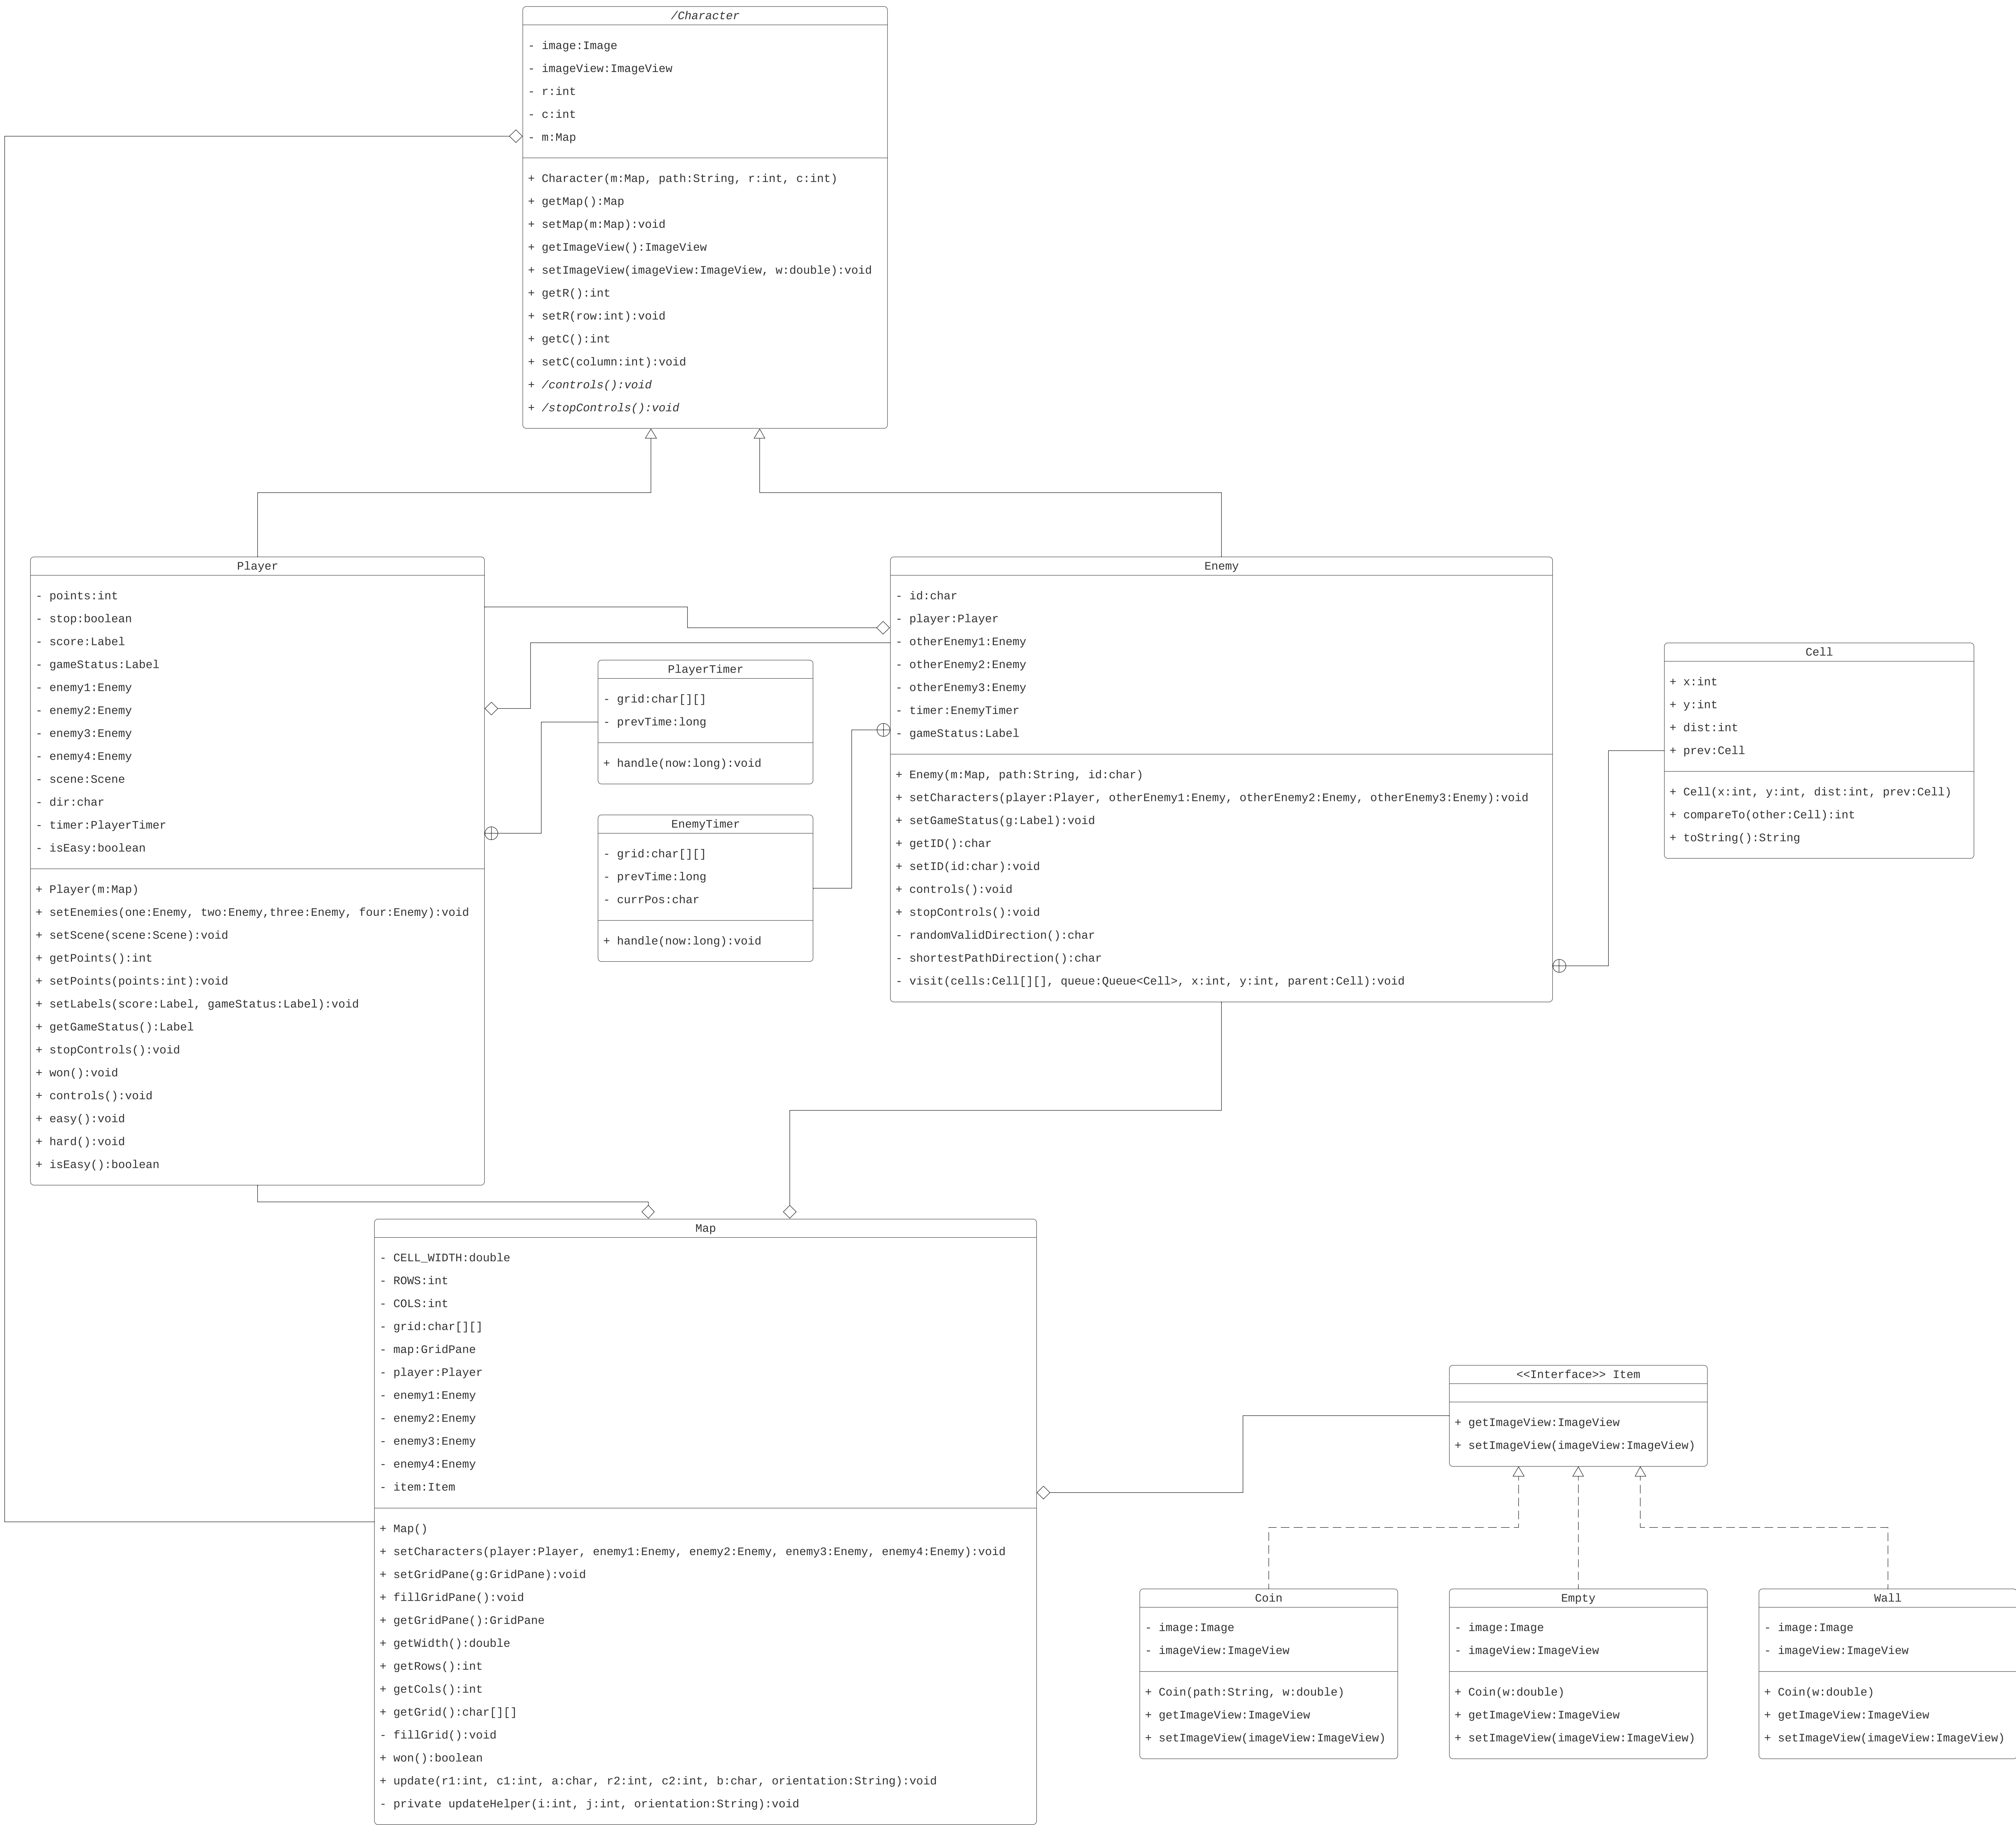 /Character
- image:Image
- imageView:ImageView
- r:int
- c:int
- m:Map
+ Character(m:Map, path:String, r:int, c:int)
+ getMap():Map
+ setMap(m:Map):void
+ getImageView():ImageView
+ setImageView(imageView:ImageView, w:double):void
+ getR():int
+ setR(row:int):void
+ getC():int
+ setC(column:int):void
+ /controls():void
+ /stopControls():void
Player
- points:int
- stop:boolean
- score:Label
- gameStatus:Label
- enemy1:Enemy
- enemy2:Enemy
- enemy3:Enemy
- enemy4:Enemy
- scene:Scene
- dir:char
- timer:PlayerTimer
- isEasy:boolean
+ Player(m:Map)
+ setEnemies(one:Enemy, two:Enemy,three:Enemy, four:Enemy):void
+ setScene(scene:Scene):void
+ getPoints():int
+ setPoints(points:int):void
+ setLabels(score:Label, gameStatus:Label):void
+ getGameStatus():Label
+ stopControls():void
+ won():void
+ controls():void
+ easy():void
+ hard():void
+ isEasy():boolean
PlayerTimer
- grid:char[][]
- prevTime:long
+ handle(now:long):void
EnemyTimer
- grid:char[][]
- prevTime:long
- currPos:char
+ handle(now:long):void
Enemy
- id:char
- player:Player
- otherEnemy1:Enemy
- otherEnemy2:Enemy
- otherEnemy3:Enemy
- timer:EnemyTimer
- gameStatus:Label
+ Enemy(m:Map, path:String, id:char)
+ setCharacters(player:Player, otherEnemy1:Enemy, otherEnemy2:Enemy, otherEnemy3:Enemy):void
+ setGameStatus(g:Label):void
+ getID():char
+ setID(id:char):void
+ controls():void
+ stopControls():void
- randomValidDirection():char
- shortestPathDirection():char
- visit(cells:Cell[][], queue:Queue<Cell>, x:int, y:int, parent:Cell):void
Cell
+ x:int
+ y:int
+ dist:int
+ prev:Cell
+ Cell(x:int, y:int, dist:int, prev:Cell)
+ compareTo(other:Cell):int
+ toString():String
Map
- CELL_WIDTH:double
- ROWS:int
- COLS:int
- grid:char[][]
- map:GridPane
- player:Player
- enemy1:Enemy
- enemy2:Enemy
- enemy3:Enemy
- enemy4:Enemy
- item:Item
+ Map()
+ setCharacters(player:Player, enemy1:Enemy, enemy2:Enemy, enemy3:Enemy, enemy4:Enemy):void
+ setGridPane(g:GridPane):void
+ fillGridPane():void
+ getGridPane():GridPane
+ getWidth():double
+ getRows():int
+ getCols():int
+ getGrid():char[][]
- fillGrid():void
+ won():boolean
+ update(r1:int, c1:int, a:char, r2:int, c2:int, b:char, orientation:String):void
- private updateHelper(i:int, j:int, orientation:String):void
<<Interface>> Item
+ getImageView:ImageView
+ setImageView(imageView:ImageView)
Coin
- image:Image
- imageView:ImageView
+ Coin(path:String, w:double)
+ getImageView:ImageView
+ setImageView(imageView:ImageView)
Empty
- image:Image
- imageView:ImageView
+ Coin(w:double)
+ getImageView:ImageView
+ setImageView(imageView:ImageView)
Wall
- image:Image
- imageView:ImageView
+ Coin(w:double)
+ getImageView:ImageView
+ setImageView(imageView:ImageView)